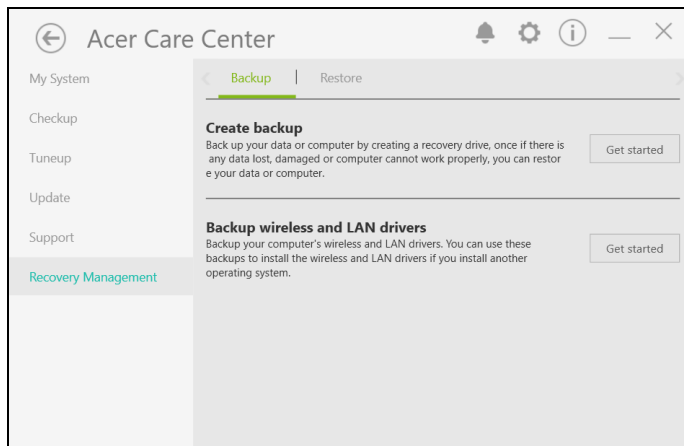 Acer Care Center
My System
Checkup
Tuneup
Update
Support
Recovery Management
Backup
Restore
Create backup
Back up your data or computer by creating a recovery drive, once if there is
any data lost, damaged or computer cannot work properly, you can restor
e your data or computer.
Get started
Backup wireless and LAN drivers
Backup your computer's wireless and LAN drivers. You can use these
backups to install the wireless and LAN drivers if you install another
operating system.
Get started